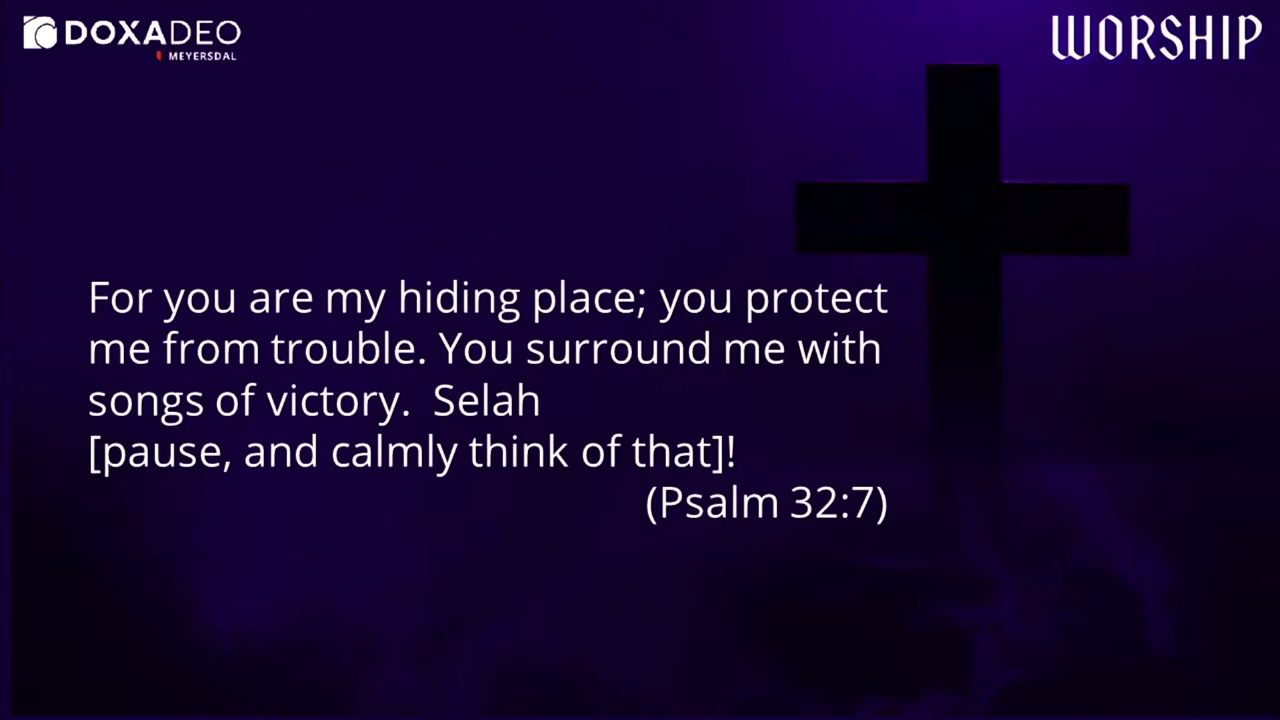 DOXADEO
MEYERSDAL
WORSHIP
For you are my hiding place; you protect
me from trouble. You surround me with
songs of victory.  Selah
[pause, and calmly think of that]!
(Psalm 32:7)